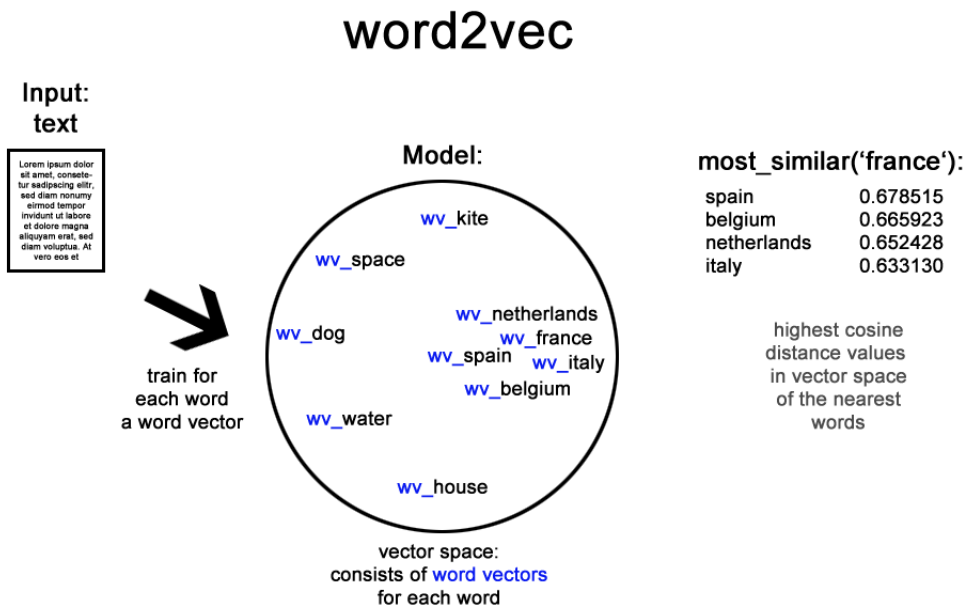 word2vec
Input:
text
Lorem ipsum dolor
sit amet, consete-
tur sadipscing elitr,
sed diam nonumy
eirmod tempor
invidunt ut labore
et dolore magna
aliquyam erat, sed
diam voluptua. At
vero eos et
train for
each word
a word vector
Model:
wv_kite
wv_space
wv_netherlands
wv_dog
wv_france
wv_spain
wv_italy
wv_belgium
wv_water
wv_house
vector space:
consists of word vectors
for each word
most_similar(‘france‘):
spain 0.678515
belgium 0.665923
netherlands 0.652428
italy 0.633130
highest cosine
distance values
in vector space
of the nearest
words